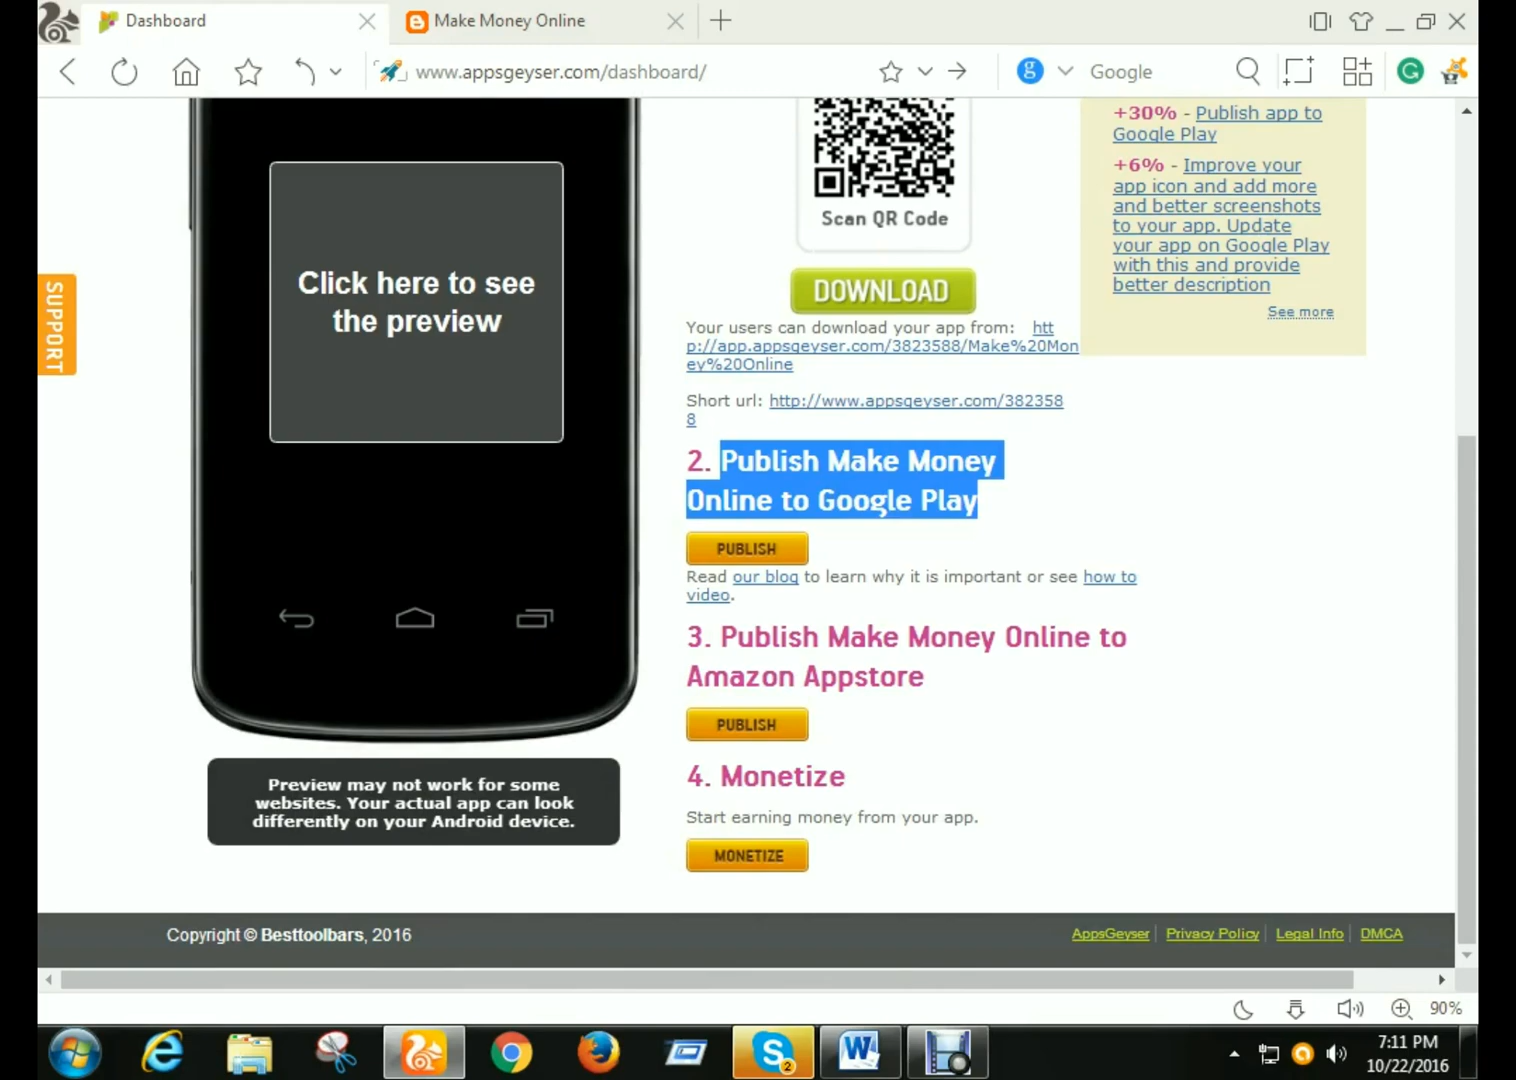 Dashboard
Make Money Online
www.appsgeyser.com/dashboard/
Google
+30% - Publish app to
Google Play
+6% - Improve your
app icon and add more
and better screenshots
to your app. Update
your app on Google Play
with this and provide
better description
See more
Scan QR Code
DOWNLOAD
Your users can download your app from: htt
p://app.appsgeyser.com/3823588/Make%20Mon
ey%20Online
Short url: http://www.appsgeyser.com/382358
8
2. Publish Make Money
Online to Google Play
PUBLISH
Read our blog to learn why it is important or see how to
video.
3. Publish Make Money Online to
Amazon Appstore
PUBLISH
4. Monetize
Start earning money from your app.
MONETIZE
Click here to see
the preview
Preview may not work for some
websites. Your actual app can look
differently on your Android device.
SUPPORT
Copyright © Besttoolbars, 2016
AppsGeyser | Privacy Policy | Legal Info | DMCA
90%
2
7:11 PM
10/22/2016